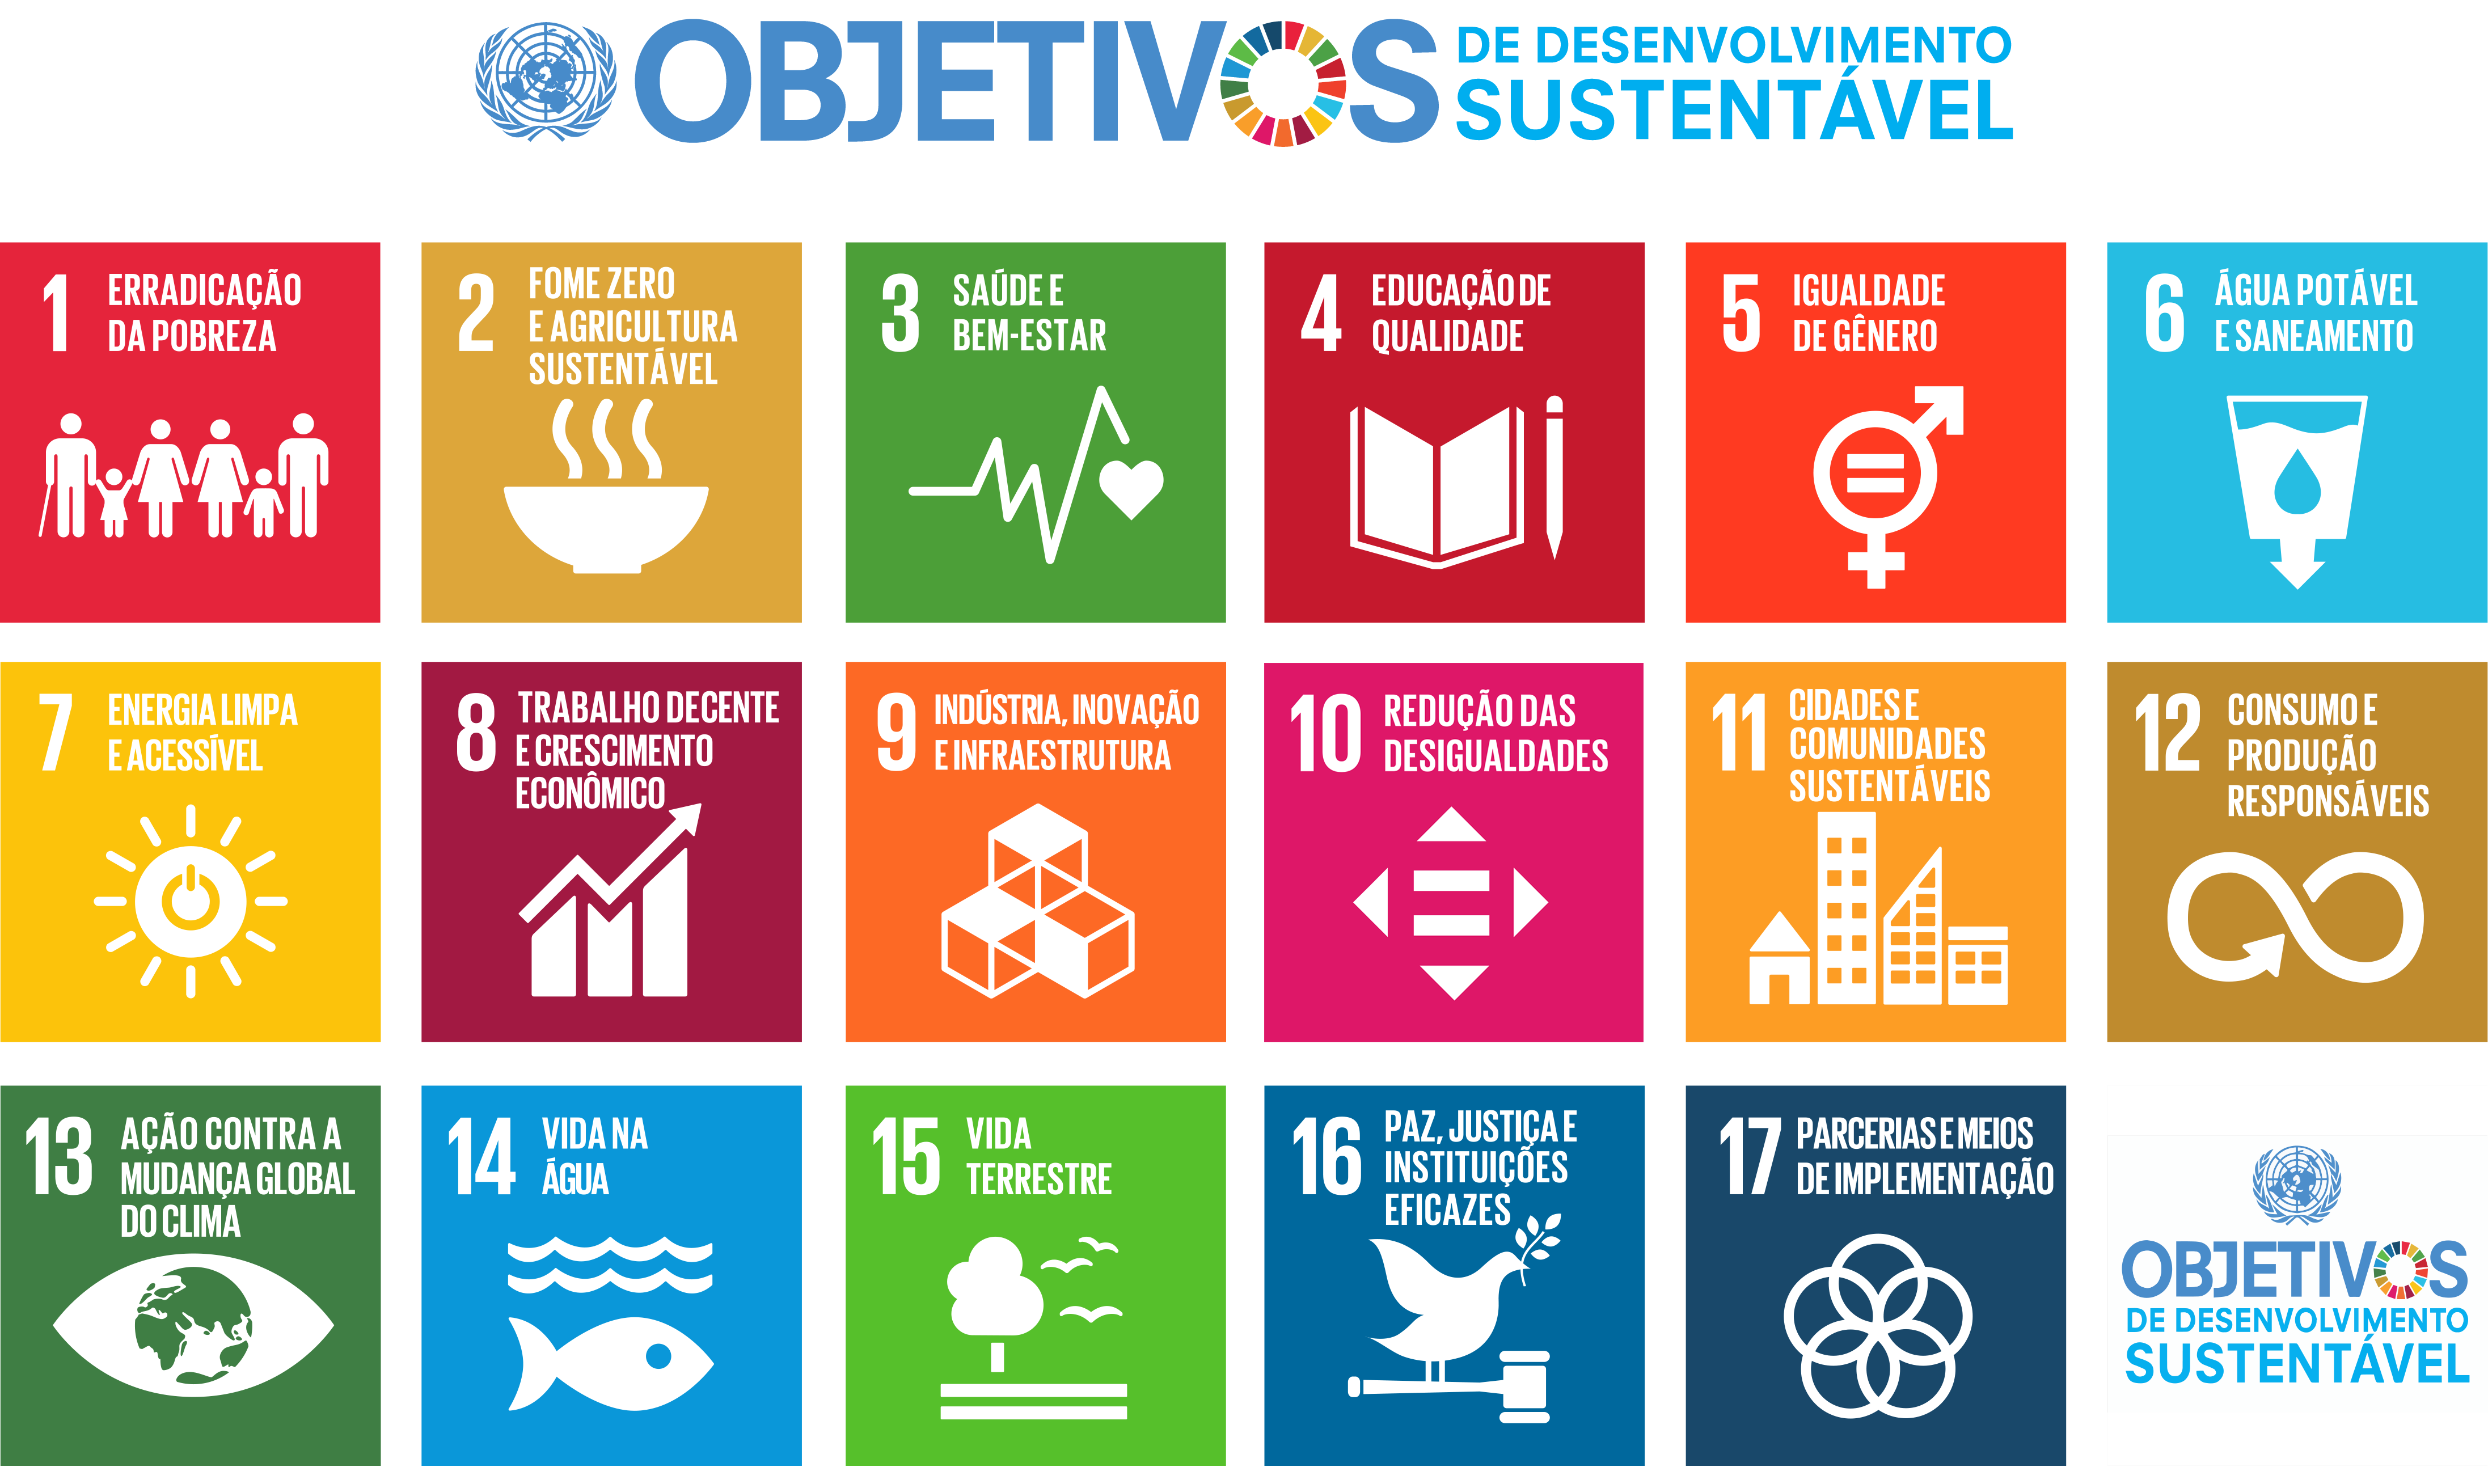 OBJETIVOS
DE DESENVOLVIMENTO
SUSTENTÁVEL
1
ERRADICAÇÃO
DA POBREZA
2
FOME ZERO
E AGRICULTURA
SUSTENTÁVEL
3
SAÚDE E
BEM-ESTAR
4
EDUCAÇÃO DE
QUALIDADE
5
IGUALDADE
DE GÊNERO
6
ÁGUA POTÁVEL
E SANEAMENTO
7
ENERGIA LIMPA
E ACESSÍVEL
8
TRABALHO DECENTE
E CRESCIMENTO
ECONÔMICO
9
INDÚSTRIA, INOVAÇÃO
E INFRAESTRUTURA
10
REDUÇÃO DAS
DESIGUALDADES
11
CIDADES E
COMUNIDADES
SUSTENTÁVEIS
12
CONSUMO E
PRODUÇÃO
RESPONSÁVEIS
13
AÇÃO CONTRA A
MUDANÇA GLOBAL
DO CLIMA
14
VIDA NA
ÁGUA
15
VIDA
TERRESTRE
16
PAZ, JUSTIÇA E
INSTITUIÇÕES
EFICAZES
17
PARCERIAS E MEIOS
DE IMPLEMENTAÇÃO
OBJETIVOS
DE DESENVOLVIMENTO
SUSTENTÁVEL